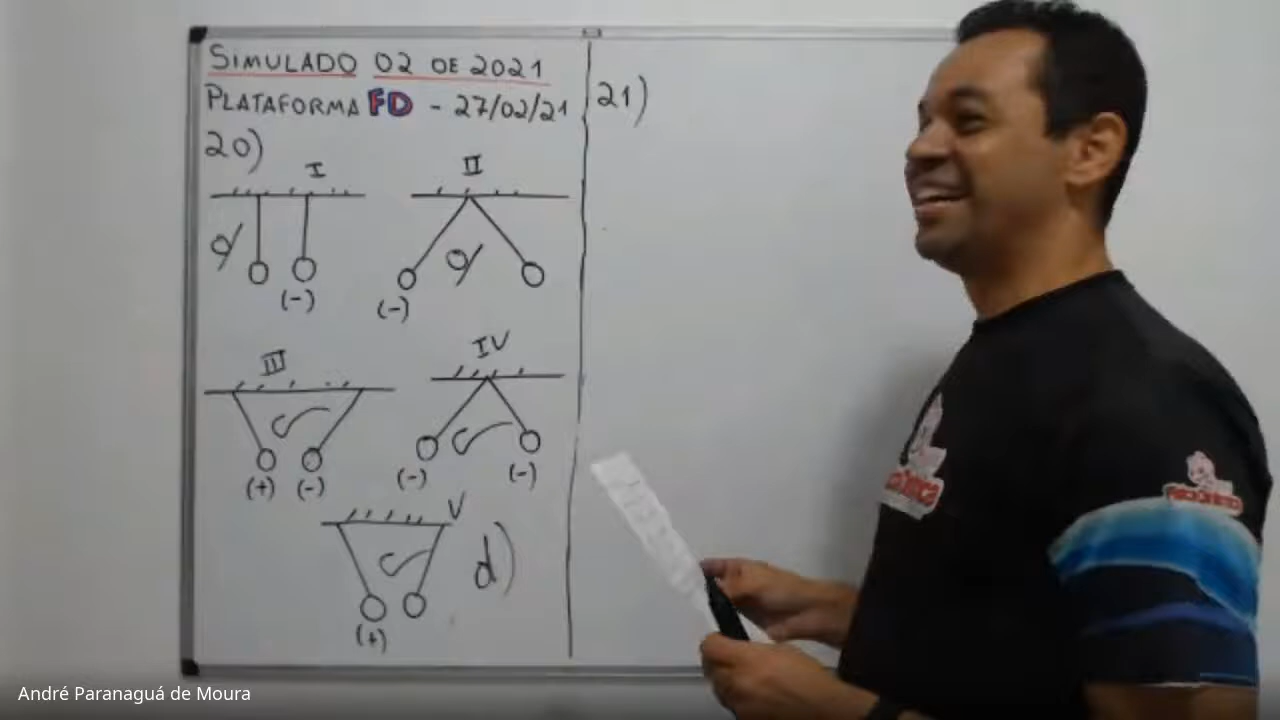 SIMULADO 02 DE 2021
PLATAFORMA FD - 27/02/21
20)
I
II
(-)
(-)
III
IV
(+) (-)
(-) (-)
V
d)
(+)
21)
André Paranaguá de Moura